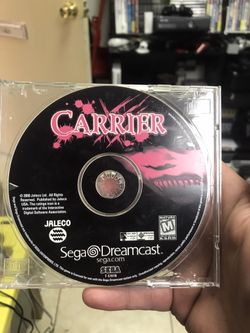 CARRIER
© 2000 Jaleco Ltd. All Rights
Reserved. Published by Jaleco
USA. The ratings icon is a
trademark of the Interactive
Digital Software Association.
MATURE
M
JALECO
Sega Dreamcast.
sega.com
SEGA